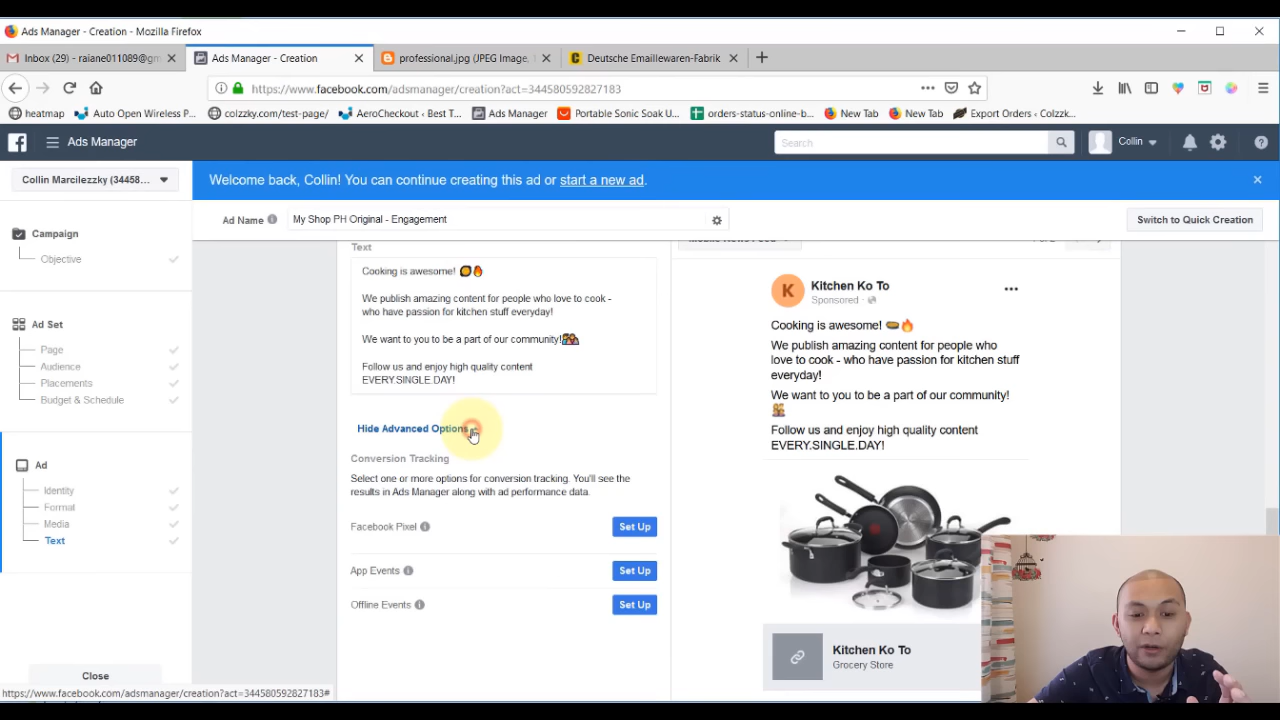 Ads Manager - Creation - Mozilla Firefox
Inbox (29) - raiane011089@gm
Ads Manager - Creation
professional.jpg (JPEG Image,
Deutsche Emaillewaren-Fabrik
https://www.facebook.com/adsmanager/creation?act=344580592827183
heatmap
Auto Open Wireless P...
colzzky.com/test-page/
AeroCheckout < Best T...
Ads Manager
Portable Sonic Soak U...
orders-status-online-b...
New Tab
New Tab
Export Orders < Colzzk...
Ads Manager
Search
Collin
Collin Marcilezzky (34458...
Welcome back, Collin! You can continue creating this ad or start a new ad.
Ad Name
My Shop PH Original - Engagement
Switch to Quick Creation
Campaign
Objective
Ad Set
Page
Audience
Placements
Budget & Schedule
Ad
Identity
Format
Media
Text
Close
Text
Cooking is awesome! 🥘🔥
We publish amazing content for people who love to cook -
who have passion for kitchen stuff everyday!
We want to you to be a part of our community!
Follow us and enjoy high quality content
EVERY.SINGLE.DAY!
Hide Advanced Options
Conversion Tracking
Select one or more options for conversion tracking. You'll see the
results in Ads Manager along with ad performance data.
Facebook Pixel
Set Up
App Events
Set Up
Offline Events
Set Up
Mobile News Feed
K
Kitchen Ko To
Sponsored ·
Cooking is awesome! 🥘🔥
We publish amazing content for people who
love to cook - who have passion for kitchen stuff
everyday!
We want to you to be a part of our community!
Follow us and enjoy high quality content
EVERY.SINGLE.DAY!
Kitchen Ko To
Grocery Store
https://www.facebook.com/adsmanager/creation?act=344580592827183#